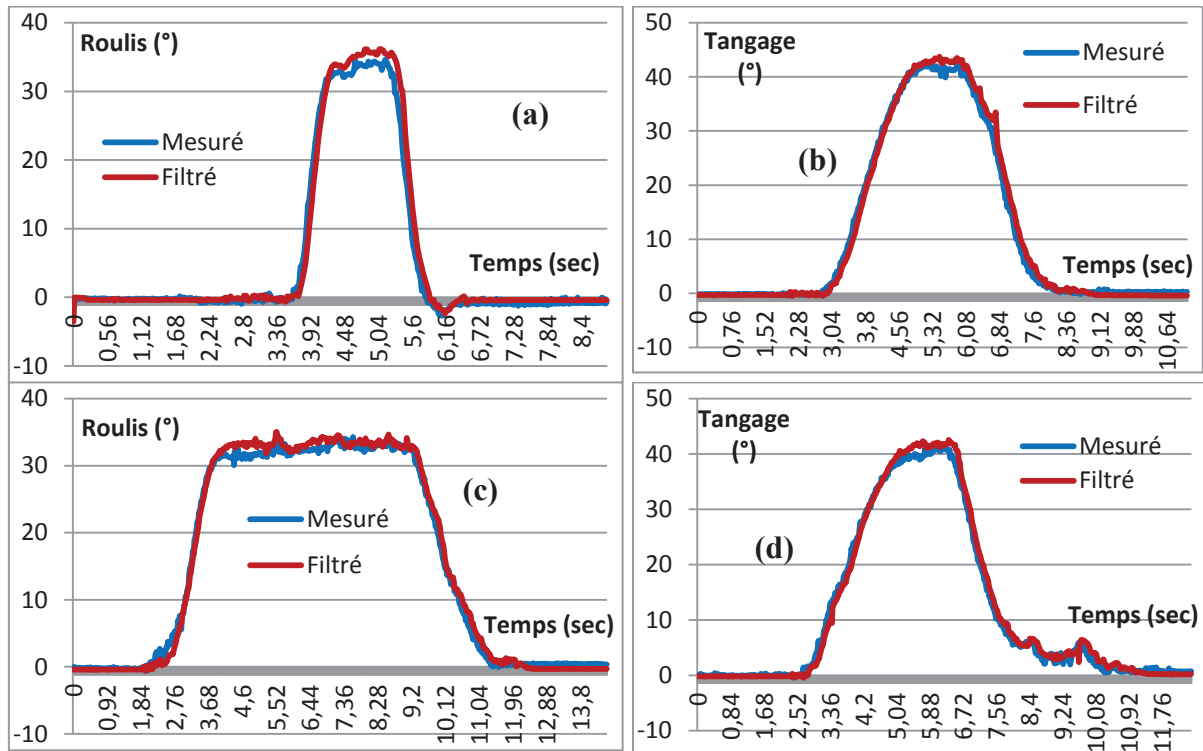 40
Roulis (°)
(a)
30
Mesuré
Filtré
20
10
Temps (sec)
0
-10
0 0,56 1,12 1,68 2,24 2,8 3,36 3,92 4,48 5,04 5,6 6,16 6,72 7,28 7,84 8,4
50
Tangage
(°)
Mesuré
Filtré
40
30
(b)
20
10
Temps (sec)
0
-10
0 0,76 1,52 2,28 3,04 3,8 4,56 5,32 6,08 6,84 7,6 8,36 9,12 9,88 10,64
40
Roulis (°)
30
(c)
Mesuré
Filtré
20
10
Temps (sec)
0
-10
0 0,92 1,84 2,76 3,68 4,6 5,52 6,44 7,36 8,28 9,2 10,12 11,04 11,96 12,88 13,8
50
Tangage
(°)
Mesuré
Filtré
40
30
(d)
20
10
Temps (sec)
0
-10
0 0,84 1,68 2,52 3,36 4,2 5,04 5,88 6,72 7,56 8,4 9,24 10,08 10,92 11,76